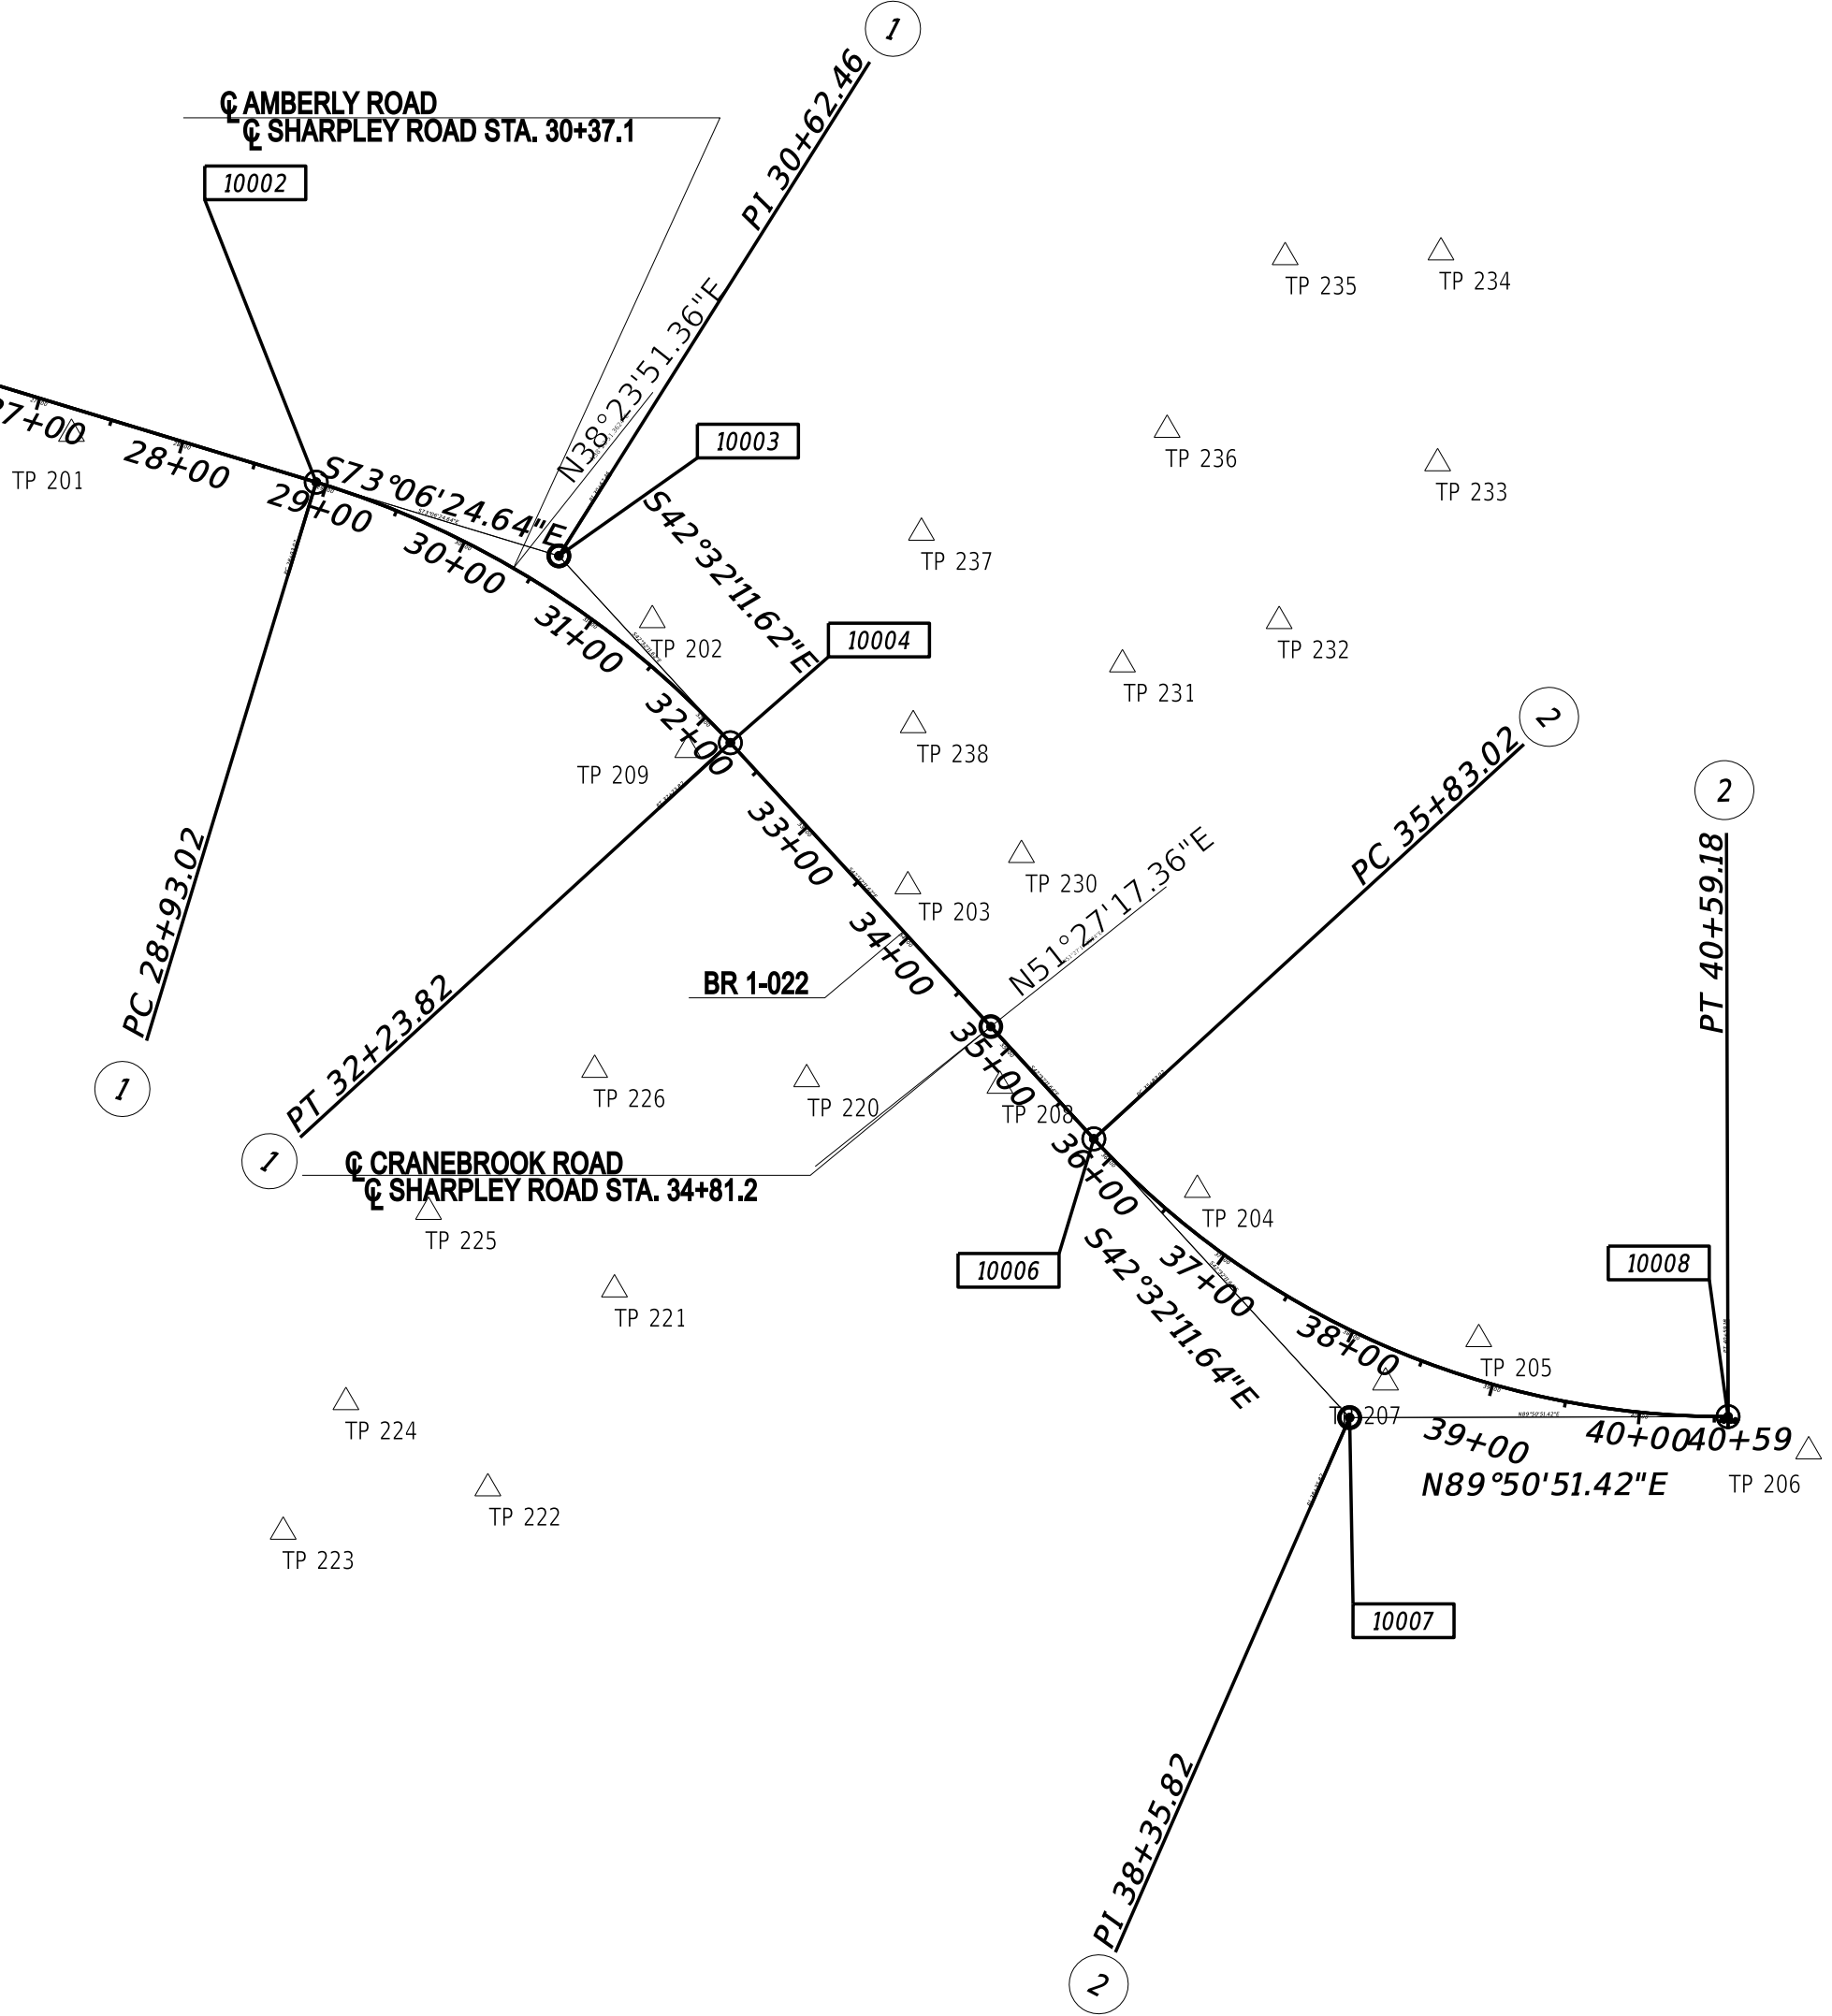 1
PI 30+62.46
℄ AMBERLY ROAD
℄ SHARPLEY ROAD STA. 30+37.1
10002
TP 235
TP 234
N38°23'51.36"E
10003
TP 236
TP 233
27+00
TP 201
28+00
S73°06'24.64"E
29+00
30+00
S42°32'11.62"E
TP 237
31+00
TP 202
10004
TP 232
TP 231
32+00
TP 209
TP 238
2
PC 35+83.02
2
PT 40+59.18
33+00
PC 28+93.02
1
TP 230
TP 203
N51°27'17.36"E
34+00
BR 1-022
PT 32+23.82
1
35+00
TP 226
TP 220
TP 208
℄ CRANEBROOK ROAD
℄ SHARPLEY ROAD STA. 34+81.2
36+00
TP 204
TP 225
10006
10008
S42°32'11.64"E
37+00
TP 221
38+00
TP 205
TP 207
TP 224
39+00
40+00
40+59
N89°50'51.42"E
TP 206
TP 222
TP 223
10007
PI 38+35.82
2